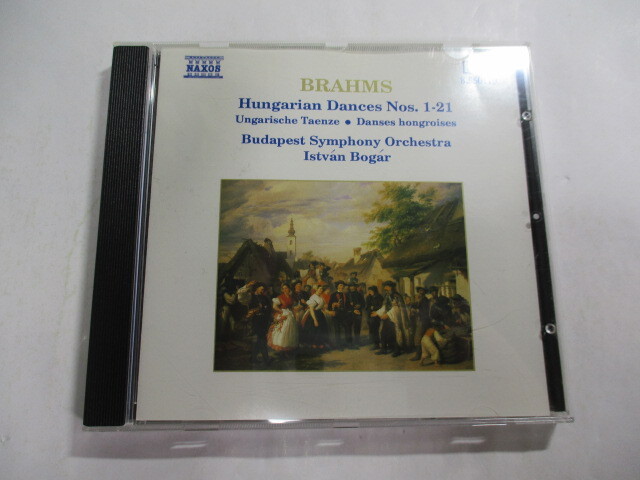 NAXOS
BRAHMS
Hungarian Dances Nos. 1-21
Ungarische Taenze • Danses hongroises
Budapest Symphony Orchestra
István Bogár